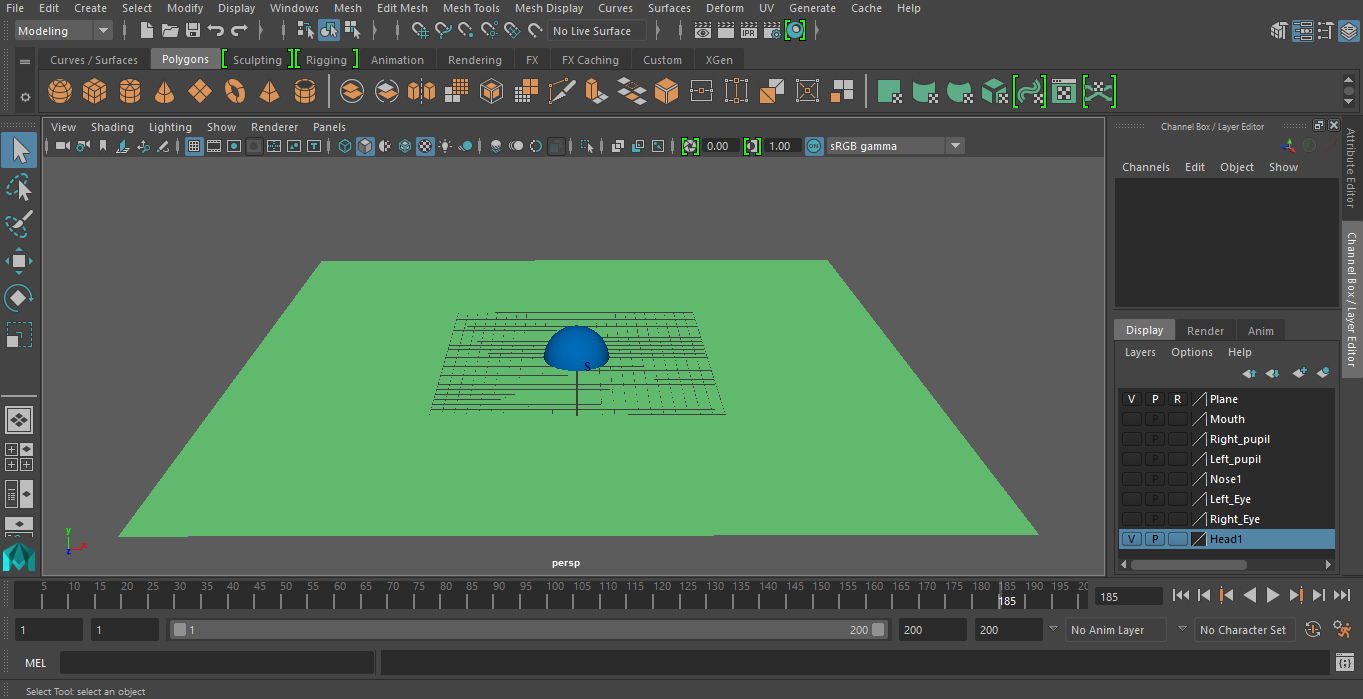 File Edit Create Select Modify Display Windows Mesh Edit Mesh Mesh Tools Mesh Display Curves Surfaces Deform UV Generate Cache Help
Modeling No Live Surface IPR
Curves / Surfaces Polygons Sculpting Rigging Animation Rendering FX FX Caching Custom XGen
View Shading Lighting Show Renderer Panels
0.00 1.00 ON sRGB gamma
Channel Box / Layer Editor
Channels Edit Object Show
Attribute Editor
Channel Box / Layer Editor
Display Render Anim
Layers Options Help
V P R Plane
P Mouth
P Right_pupil
P Left_pupil
P Nose1
P Left_Eye
P Right_Eye
V P Head1
S
y
x
z
persp
5 10 15 20 25 30 35 40 45 50 55 60 65 70 75 80 85 90 95 100 105 110 115 120 125 130 135 140 145 150 155 160 165 170 175 180 185 190 195 20
185
185
1 1 1 200 200 200 No Anim Layer No Character Set
MEL
Select Tool: select an object